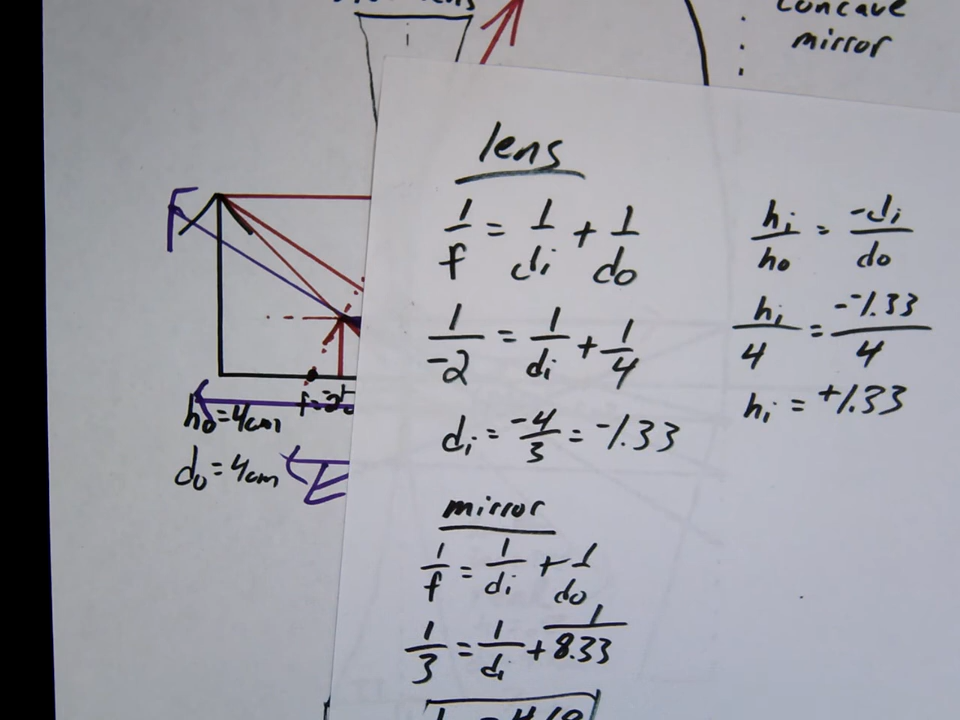 concave
mirror
lens
1/f = 1/di + 1/do
1/-2 = 1/di + 1/4
di = -4/3 = -1.33
hi/ho = -di/do
hi/4 = --1.33/4
hi = +1.33
mirror
1/f = 1/di + 1/do
1/3 = 1/di + 1/8.33
ho = 4cm
do = 4cm